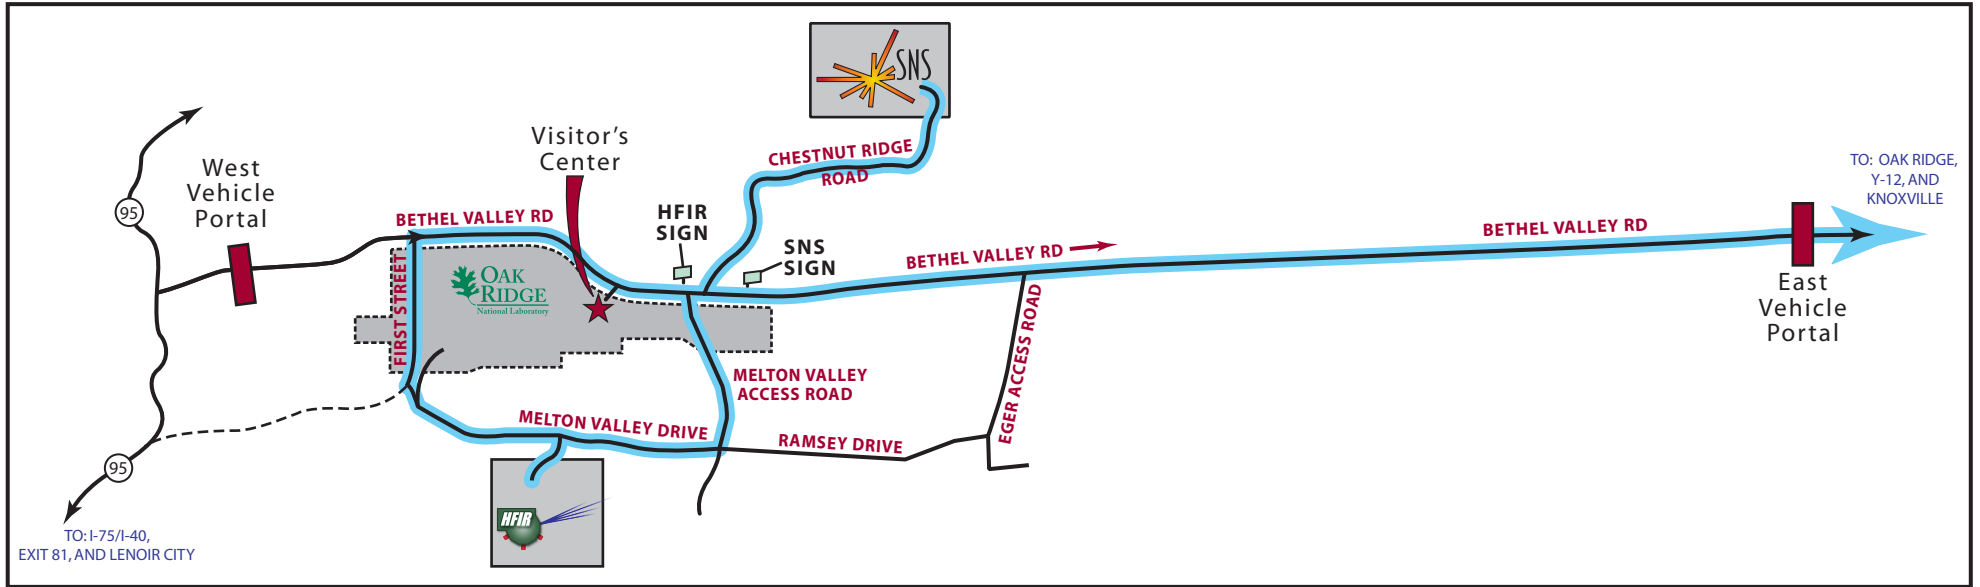 SNS
Visitor's
Center
West
Vehicle
Portal
95
CHESTNUT RIDGE
ROAD
TO: OAK RIDGE,
Y-12, AND
KNOXVILLE
BETHEL VALLEY RD
HFIR
SIGN
SNS
SIGN
BETHEL VALLEY RD
BETHEL VALLEY RD
OAK
RIDGE
National Laboratory
FIRST STREET
East
Vehicle
Portal
EGER ACCESS ROAD
MELTON VALLEY
ACCESS ROAD
MELTON VALLEY DRIVE
RAMSEY DRIVE
95
HFIR
TO: I-75/I-40,
EXIT 81, AND LENOIR CITY